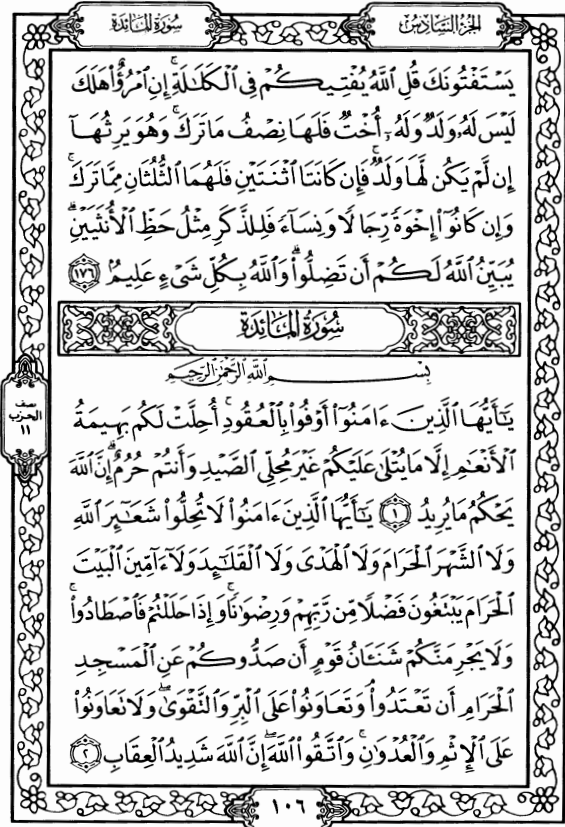 الجزء السادس
سورة المائدة
يَسْتَفْتُونَكَ قُلِ ٱللَّهُ يُفْتِيكُمْ فِى ٱلْكَلَـٰلَةِ ۚ إِنِ ٱمْرُؤٌا۟ هَلَكَ
لَيْسَ لَهُۥ وَلَدٌ وَلَهُۥٓ أُخْتٌ فَلَهَا نِصْفُ مَا تَرَكَ ۚ وَهُوَ يَرِثُهَآ
إِن لَّمْ يَكُن لَّهَا وَلَدٌ ۚ فَإِن كَانَتَا ٱثْنَتَيْنِ فَلَهُمَا ٱلثُّلُثَانِ مِمَّا تَرَكَ ۚ
وَإِن كَانُوٓا۟ إِخْوَةً رِّجَالًا وَنِسَآءً فَلِلذَّكَرِ مِثْلُ حَظِّ ٱلْأُنثَيَيْنِ ۗ
يُبَيِّنُ ٱللَّهُ لَكُمْ أَن تَضِلُّوا۟ ۗ وَٱللَّهُ بِكُلِّ شَىْءٍ عَلِيمٌۢ ١٧٦
سُورَةُ المَائدَة
بِسْمِ ٱللَّهِ ٱلرَّحْمَـٰنِ ٱلرَّحِيمِ
يَـٰٓأَيُّهَا ٱلَّذِينَ ءَامَنُوٓا۟ أَوْفُوا۟ بِٱلْعُقُودِ ۚ أُحِلَّتْ لَكُم بَهِيمَةُ
ٱلْأَنْعَـٰمِ إِلَّا مَا يُتْلَىٰ عَلَيْكُمْ غَيْرَ مُحِلِّى ٱلصَّيْدِ وَأَنتُمْ حُرُمٌ ۗ إِنَّ ٱللَّهَ
يَحْكُمُ مَا يُرِيدُ ١ يَـٰٓأَيُّهَا ٱلَّذِينَ ءَامَنُوا۟ لَا تُحِلُّوا۟ شَعَـٰٓئِرَ ٱللَّهِ
وَلَا ٱلشَّهْرَ ٱلْحَرَامَ وَلَا ٱلْهَدْىَ وَلَا ٱلْقَلَـٰٓئِدَ وَلَآ ءَآمِّينَ ٱلْبَيْتَ
ٱلْحَرَامَ يَبْتَغُونَ فَضْلًا مِّن رَّبِّهِمْ وَرِضْوَٰنًا ۚ وَإِذَا حَلَلْتُمْ فَٱصْطَادُوا۟ ۚ
وَلَا يَجْرِمَنَّكُمْ شَنَـَٔانُ قَوْمٍ أَن صَدُّوكُمْ عَنِ ٱلْمَسْجِدِ
ٱلْحَرَامِ أَن تَعْتَدُوا۟ ۘ وَتَعَاوَنُوا۟ عَلَى ٱلْبِرِّ وَٱلتَّقْوَىٰ ۖ وَلَا تَعَاوَنُوا۟
عَلَى ٱلْإِثْمِ وَٱلْعُدْوَٰنِ ۚ وَٱتَّقُوا۟ ٱللَّهَ ۖ إِنَّ ٱللَّهَ شَدِيدُ ٱلْعِقَابِ ٢
نصف
الحزب
١١
١٠٦